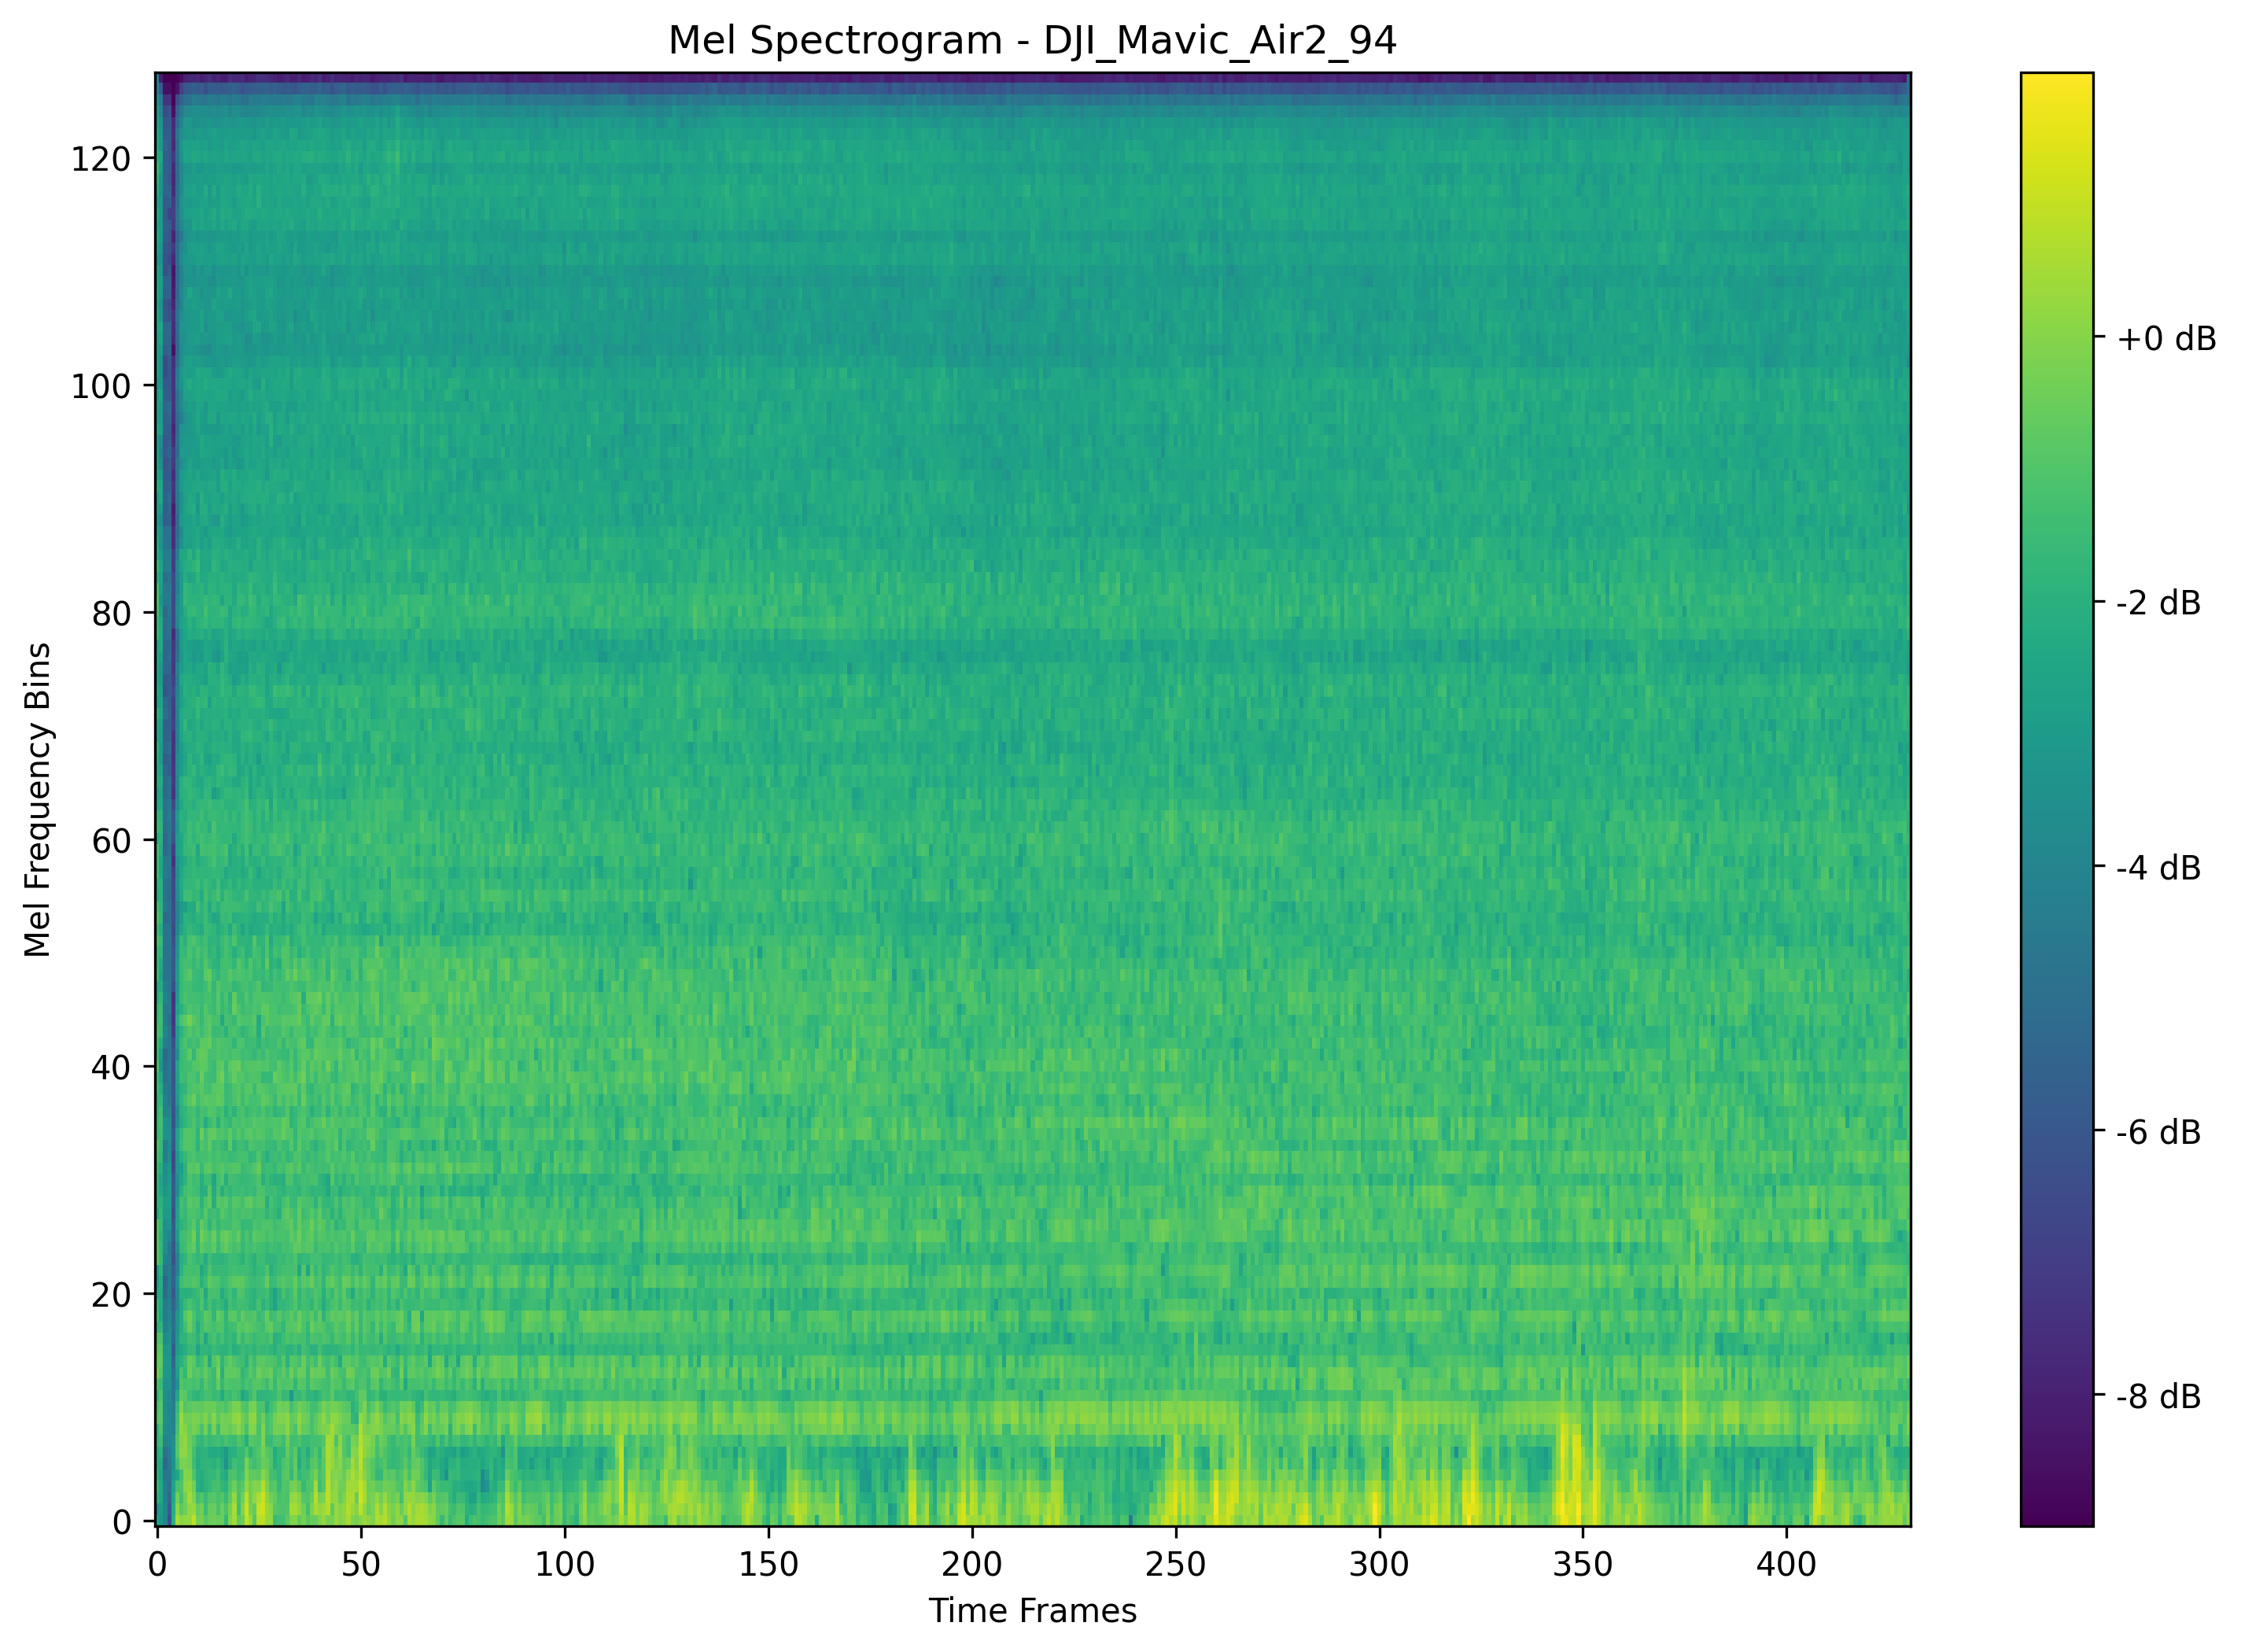 Mel Spectrogram - DJI_Mavic_Air2_94
Mel Frequency Bins
120
100
80
60
40
20
0
0 50 100 150 200 250 300 350 400
Time Frames
+0 dB
-2 dB
-4 dB
-6 dB
-8 dB